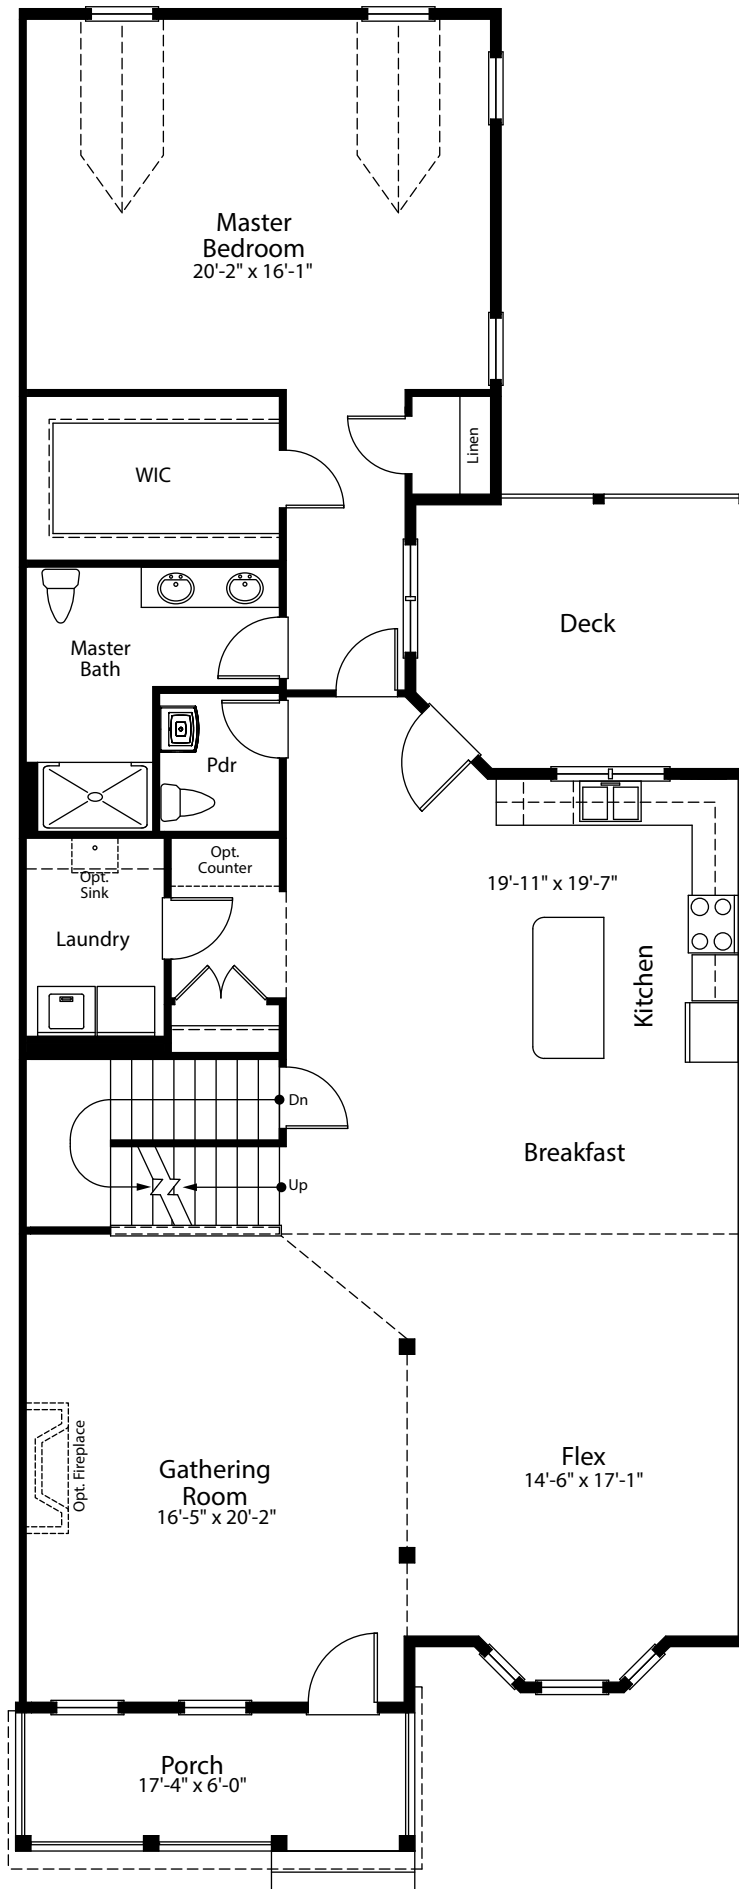 Master
Bedroom
20'-2" x 16'-1"
WIC
Linen
Deck
Master
Bath
Pdr
Opt.
Counter
Opt.
Sink
Laundry
19'-11" x 19'-7"
Kitchen
Dn
Breakfast
Up
Opt. Fireplace
Gathering
Room
16'-5" x 20'-2"
Flex
14'-6" x 17'-1"
Porch
17'-4" x 6'-0"